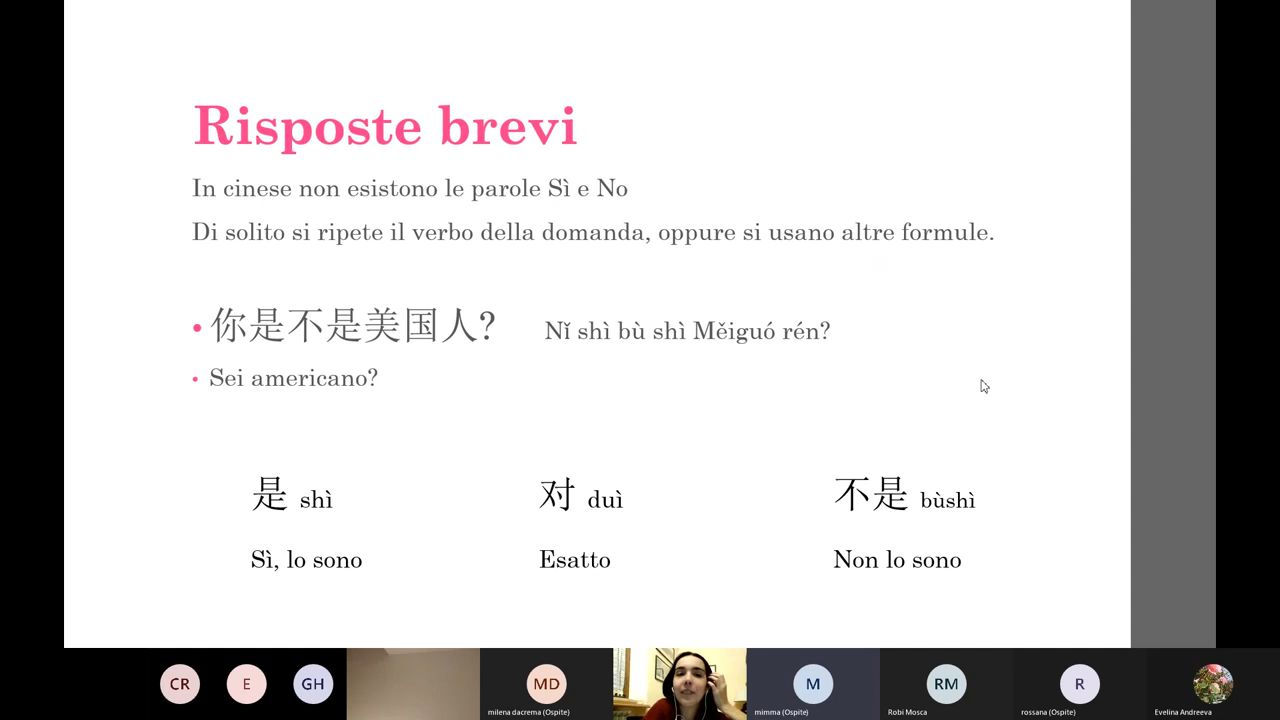 Risposte brevi
In cinese non esistono le parole Sì e No
Di solito si ripete il verbo della domanda, oppure si usano altre formule.
• 你是不是美国人? Nǐ shì bù shì Měiguó rén?
• Sei americano?
是 shì 对 duì 不是 bùshì
Sì, lo sono Esatto Non lo sono
CR E GH MD M RM R
milena dacrema (Ospite) mimma (Ospite) Robi Mosca rossana (Ospite) Evelina Andreeva